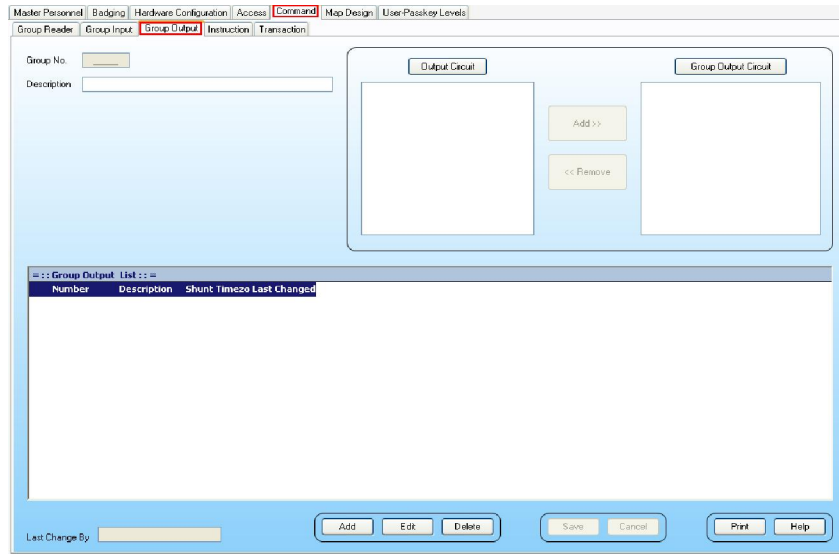 Master Personnel Badging Hardware Configuration Access Command Map Design User-Passkey Levels
Group Reader Group Input Group Output Instruction Transaction
Group No.
Description
Output Circuit
Group Output Circuit
Add >>
<< Remove
= : : Group Output List : : =
Number Description Shunt Timezo Last Changed
Last Change By
Add Edit Delete Save Cancel Print Help